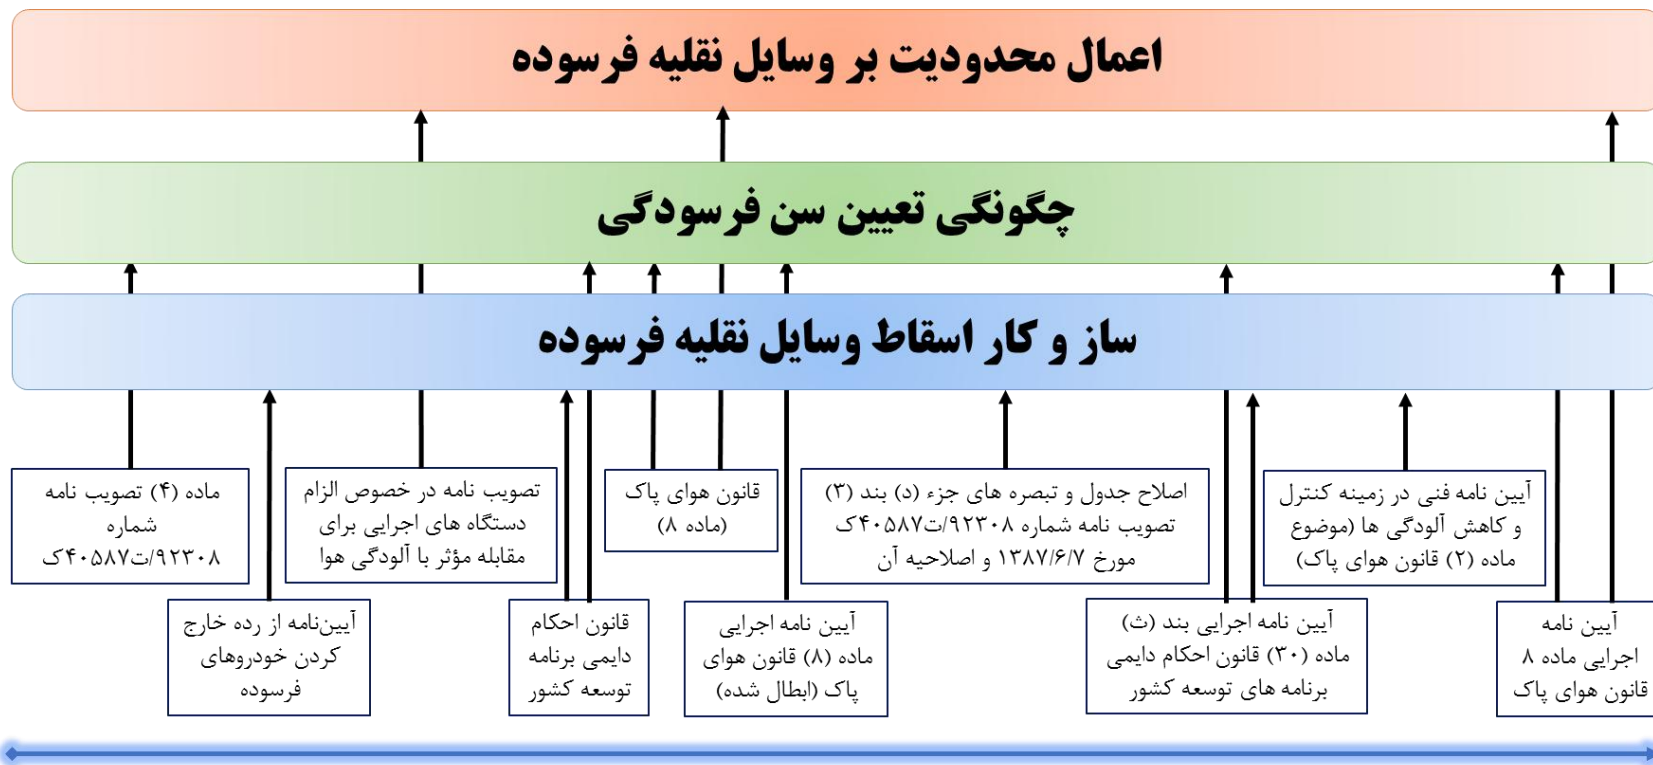 اعمال محدودیت بر وسایل نقلیه فرسوده
چگونگی تعیین سن فرسودگی
ساز و کار اسقاط وسایل نقلیه فرسوده
ماده (۴) تصویب نامه
شماره
۹۲۳۰۸/ت۴۰۵۸۷ک
تصویب نامه در خصوص الزام
دستگاه های اجرایی برای
مقابله مؤثر با آلودگی هوا
قانون هوای پاک
(ماده ۸)
اصلاح جدول و تبصره های جزء (د) بند (۳)
تصویب نامه شماره ۹۲۳۰۸/ت۴۰۵۸۷ک
مورخ ۱۳۸۷/۶/۷ و اصلاحیه آن
آیین نامه فنی در زمینه کنترل
و کاهش آلودگی ها (موضوع
ماده (۲) قانون هوای پاک)
آیین‌نامه از رده خارج
کردن خودروهای
فرسوده
قانون احکام
دایمی برنامه
توسعه کشور
آیین نامه اجرایی
ماده (۸) قانون هوای
پاک (ابطال شده)
آیین نامه اجرایی بند (ث)
ماده (۳۰) قانون احکام دایمی
برنامه های توسعه کشور
آیین نامه
اجرایی ماده ۸
قانون هوای پاک